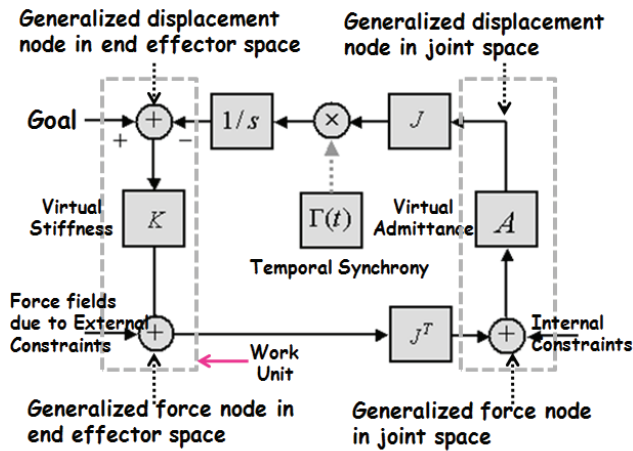 Generalized displacement
node in end effector space
Generalized displacement
node in joint space
Goal
+
+
−
1/s
×
J
Virtual
Stiffness
K
Γ(t)
Virtual
Admittance
A
Temporal Synchrony
Force fields
due to External
Constraints
+
J^T
+
Internal
Constraints
Work
Unit
Generalized force node in
end effector space
Generalized force node
in joint space